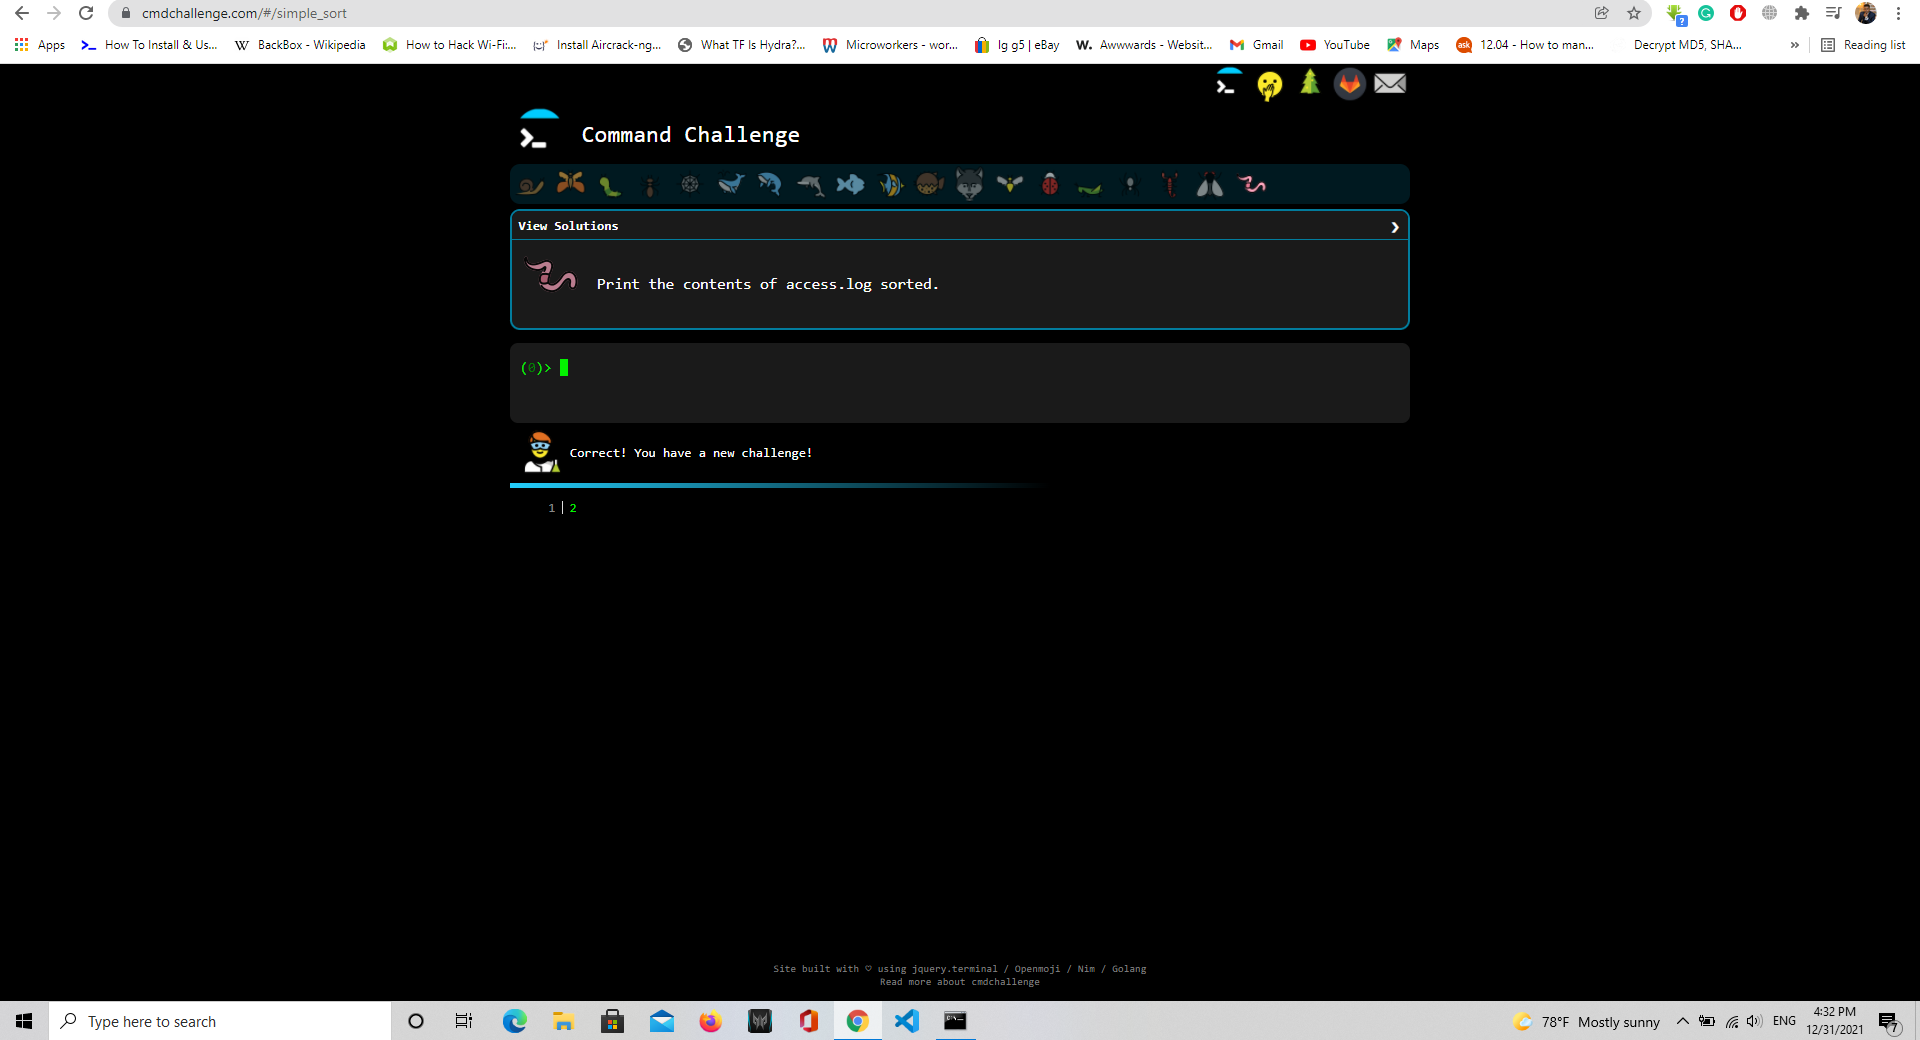 cmdchallenge.com/#/simple_sort
Apps How To Install & Us... BackBox - Wikipedia How to Hack Wi-Fi:... Install Aircrack-ng... What TF Is Hydra?... Microworkers - wor... lg g5 | eBay Awwwards - Websit... Gmail YouTube Maps 12.04 - How to man... Decrypt MD5, SHA... » Reading list
Command Challenge
View Solutions
Print the contents of access.log sorted.
(0)>
Correct! You have a new challenge!
1 | 2
Site built with ♡ using jquery.terminal / Openmoji / Nim / Golang
Read more about cmdchallenge
Type here to search
78°F Mostly sunny
ENG
4:32 PM
12/31/2021
7